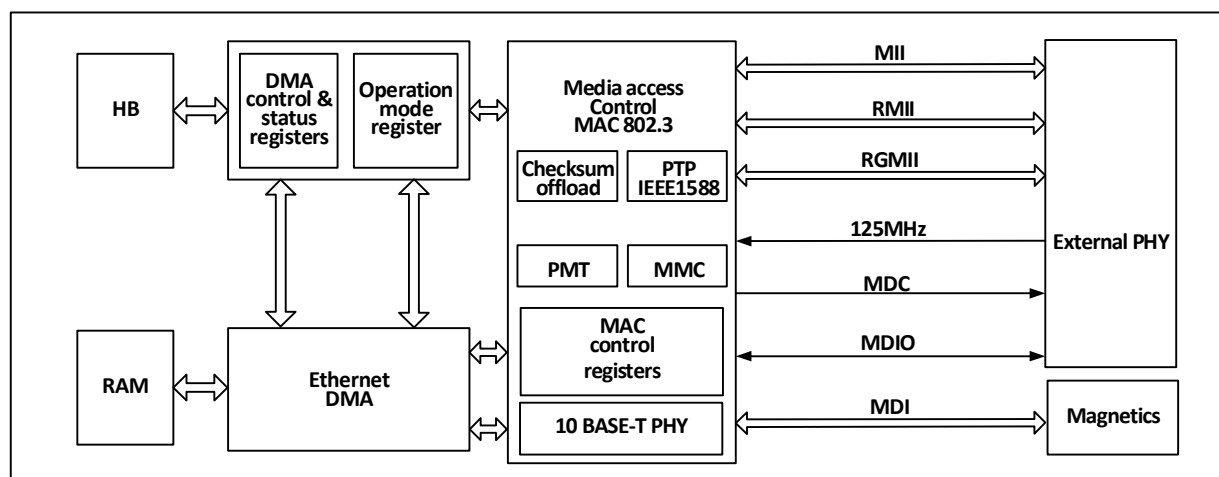 HB
DMA
control &
status
registers
Operation
mode
register
Media access
Control
MAC 802.3
Checksum
offload
PTP
IEEE1588
PMT
MMC
MAC
control
registers
10 BASE-T PHY
RAM
Ethernet
DMA
MII
RMII
RGMII
125MHz
MDC
MDIO
MDI
External PHY
Magnetics